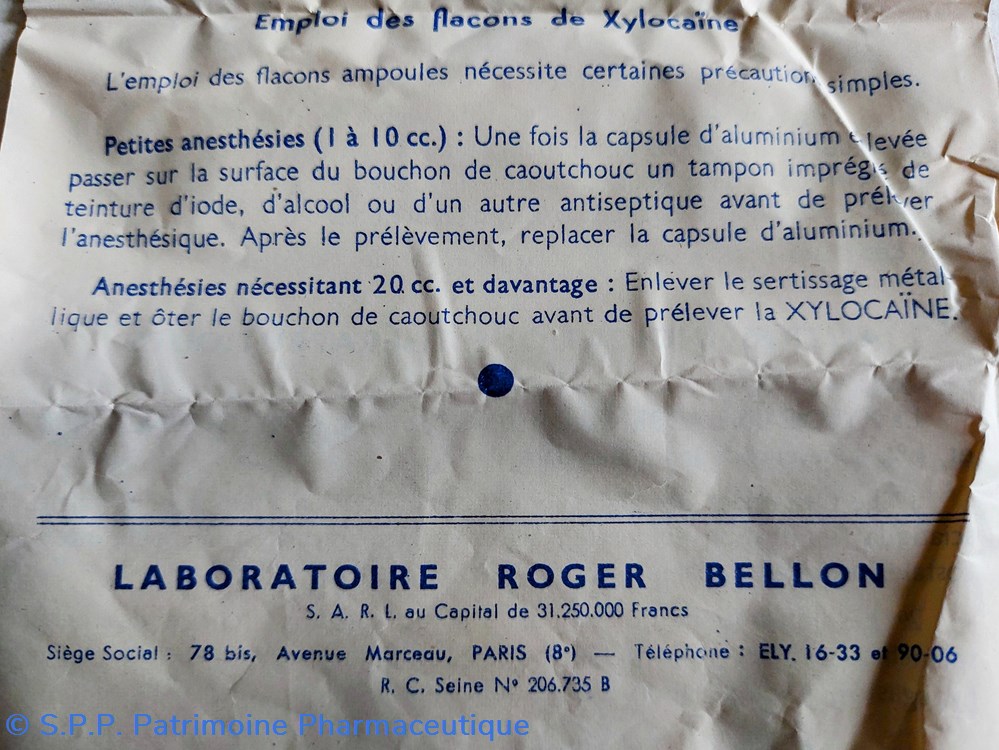 Emploi des flacons de Xylocaïne
L'emploi des flacons ampoules nécessite certaines précaution simples.
Petites anesthésies (1 à 10 cc.) : Une fois la capsule d'aluminium levée
passer sur la surface du bouchon de caoutchouc un tampon imprégné de
teinture d'iode, d'alcool ou d'un autre antiseptique avant de prélever
l'anesthésique. Après le prélèvement, replacer la capsule d'aluminium.
Anesthésies nécessitant 20 cc. et davantage : Enlever le sertissage métal-
lique et ôter le bouchon de caoutchouc avant de prélever la XYLOCAÏNE.
LABORATOIRE ROGER BELLON
S. A. R. L. au Capital de 31.250.000 Francs
Siège Social : 78 bis, Avenue Marceau, PARIS (8e) — Téléphone : ELY. 16-33 et 90-06
R. C. Seine N° 206.735 B
© S.P.P. Patrimoine Pharmaceutique